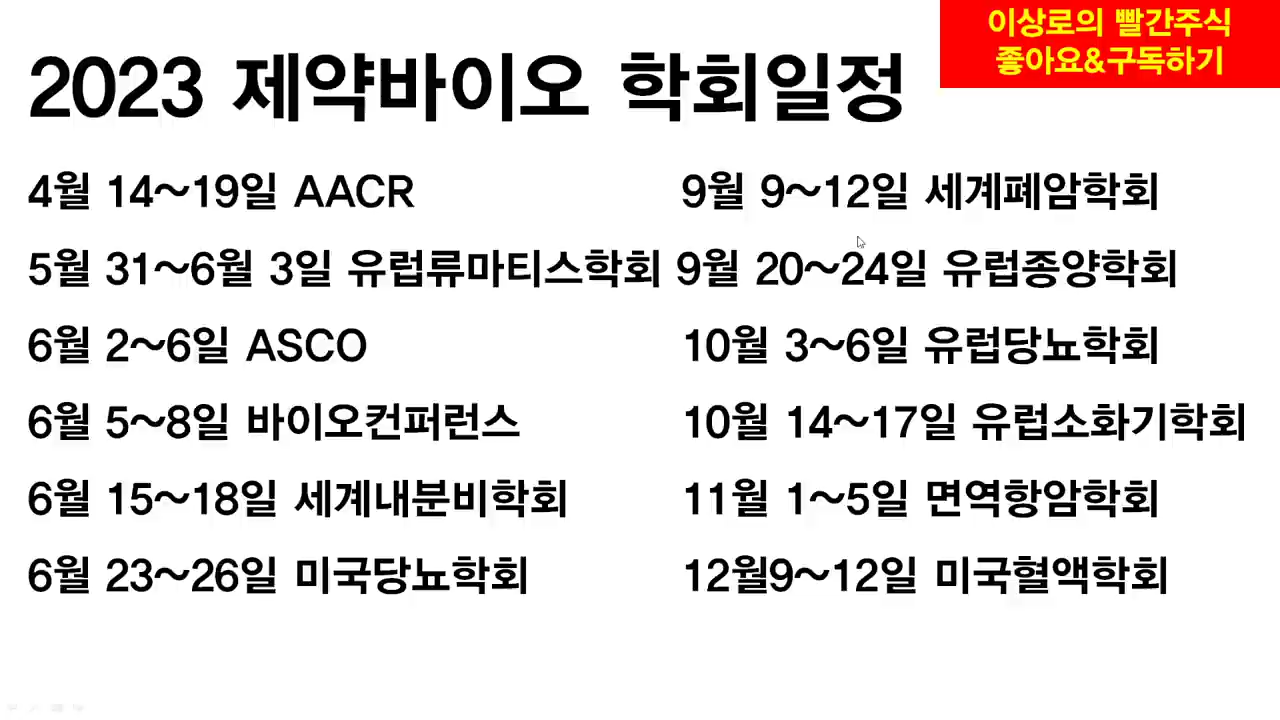 이상로의 빨간주식
좋아요&구독하기
2023 제약바이오 학회일정
4월 14~19일 AACR
5월 31~6월 3일 유럽류마티스학회
6월 2~6일 ASCO
6월 5~8일 바이오컨퍼런스
6월 15~18일 세계내분비학회
6월 23~26일 미국당뇨학회
9월 9~12일 세계폐암학회
9월 20~24일 유럽종양학회
10월 3~6일 유럽당뇨학회
10월 14~17일 유럽소화기학회
11월 1~5일 면역항암학회
12월9~12일 미국혈액학회